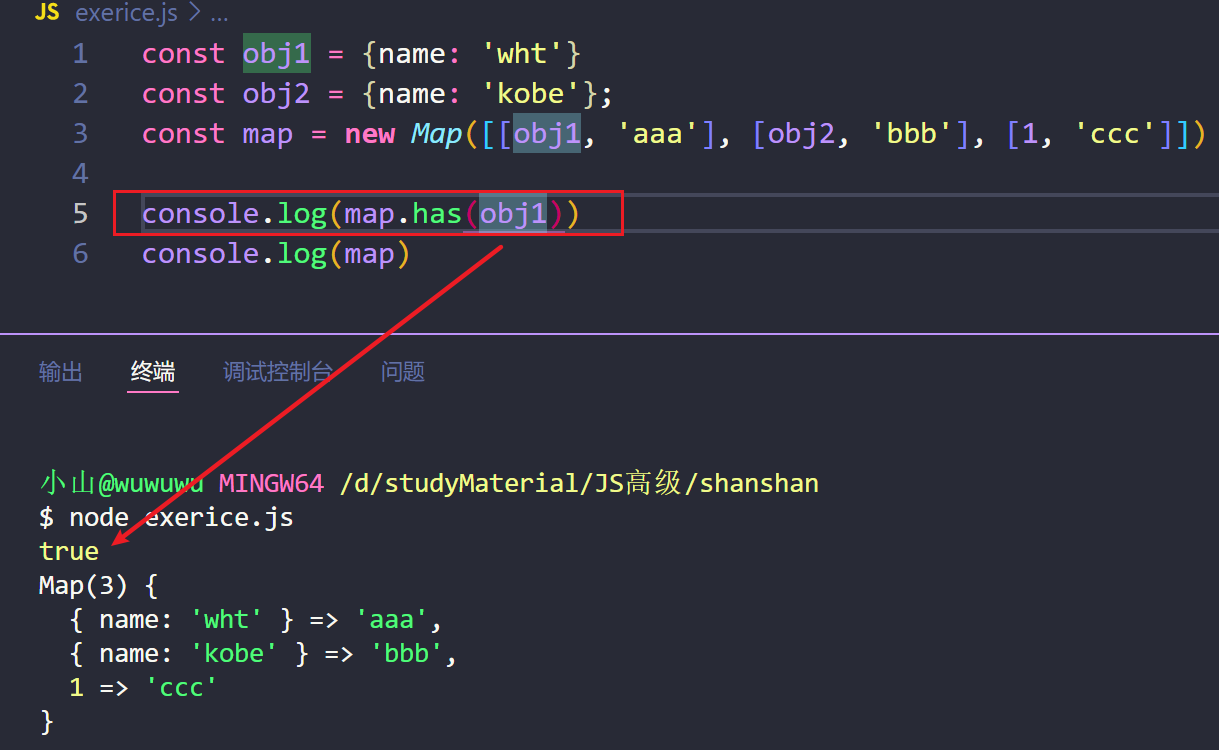 JS exerice.js > ...
1 const obj1 = {name: 'wht'}
2 const obj2 = {name: 'kobe'};
3 const map = new Map([[obj1, 'aaa'], [obj2, 'bbb'], [1, 'ccc']])
4
5 console.log(map.has(obj1))
6 console.log(map)
输出 终端 调试控制台 问题
小山@wuwuwu MINGW64 /d/studyMaterial/JS高级/shanshan
$ node exerice.js
true
Map(3) {
  { name: 'wht' } => 'aaa',
  { name: 'kobe' } => 'bbb',
  1 => 'ccc'
}